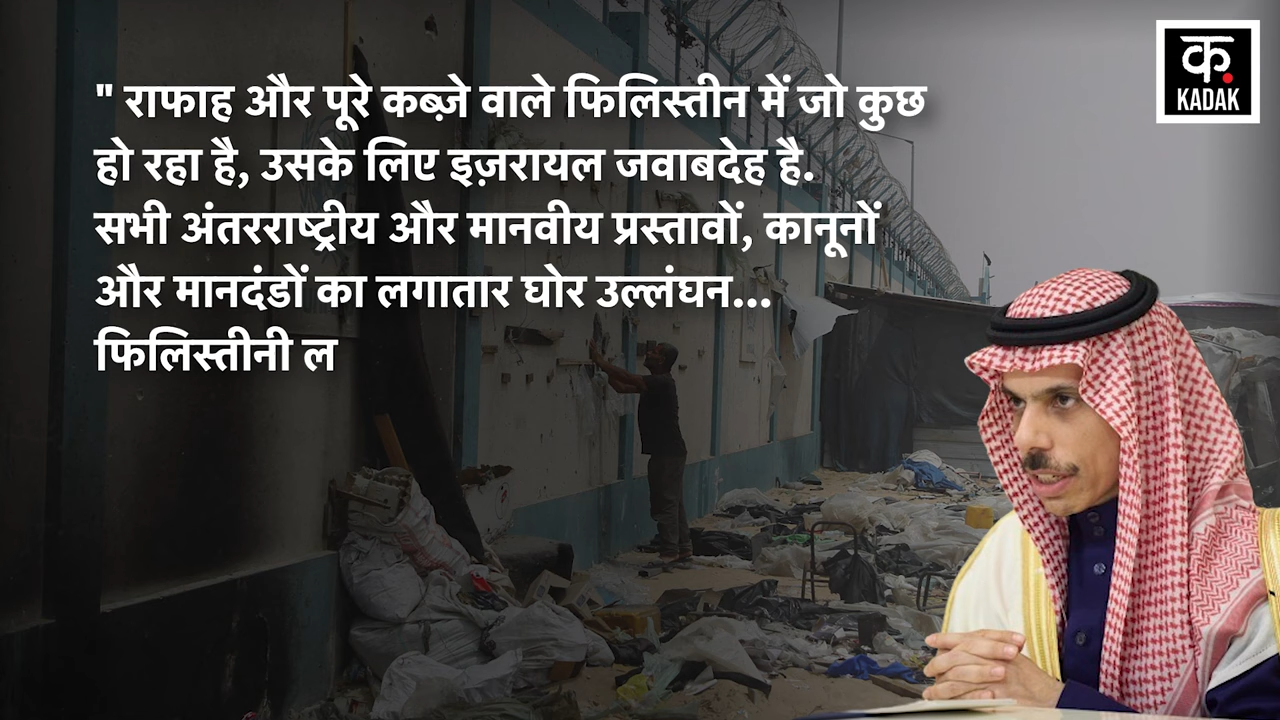 " राफाह और पूरे कब्ज़े वाले फिलिस्तीन में जो कुछ
हो रहा है, उसके लिए इज़रायल जवाबदेह है.
सभी अंतरराष्ट्रीय और मानवीय प्रस्तावों, कानूनों
और मानदंडों का लगातार घोर उल्लंघन...
फिलिस्तीनी ल
क
KADAK